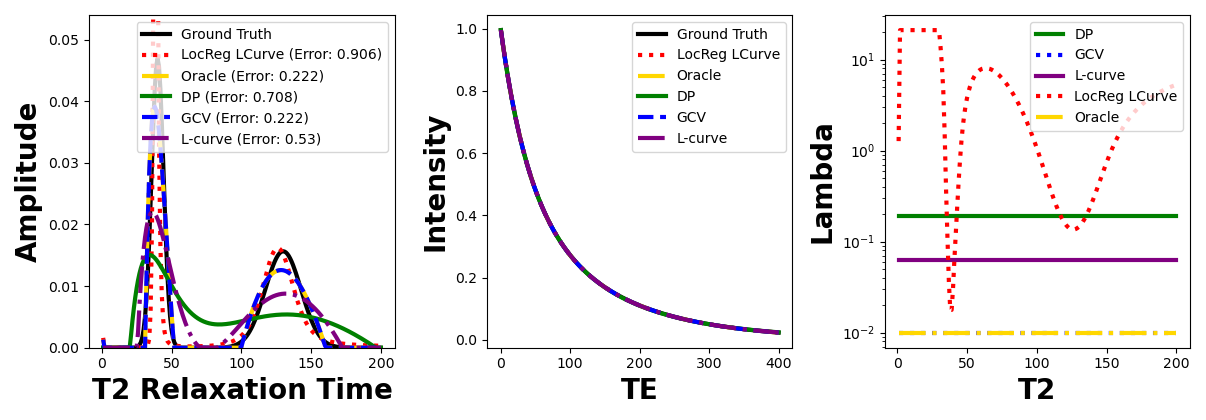 Ground Truth
LocReg LCurve (Error: 0.906)
Oracle (Error: 0.222)
DP (Error: 0.708)
GCV (Error: 0.222)
L-curve (Error: 0.53)
0.05
0.04
0.03
0.02
0.01
0.00
Amplitude
0
50
100
150
200
T2 Relaxation Time
Ground Truth
LocReg LCurve
Oracle
DP
GCV
L-curve
1.0
0.8
0.6
0.4
0.2
0.0
Intensity
0
100
200
300
400
TE
DP
GCV
L-curve
LocReg LCurve
Oracle
10¹
10⁰
10⁻¹
10⁻²
Lambda
0
50
100
150
200
T2